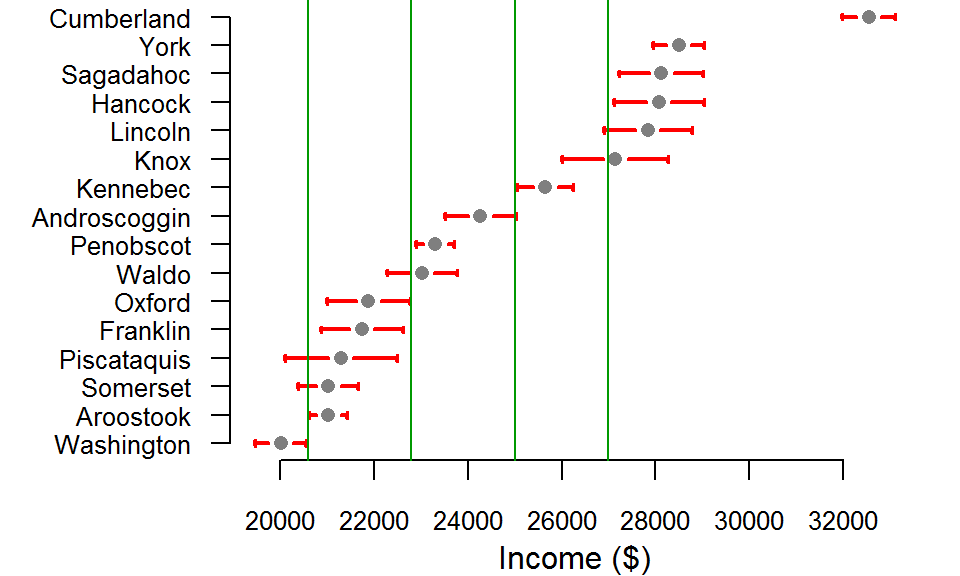 Cumberland
York
Sagadahoc
Hancock
Lincoln
Knox
Kennebec
Androscoggin
Penobscot
Waldo
Oxford
Franklin
Piscataquis
Somerset
Aroostook
Washington
20000 22000 24000 26000 28000 30000 32000
Income ($)